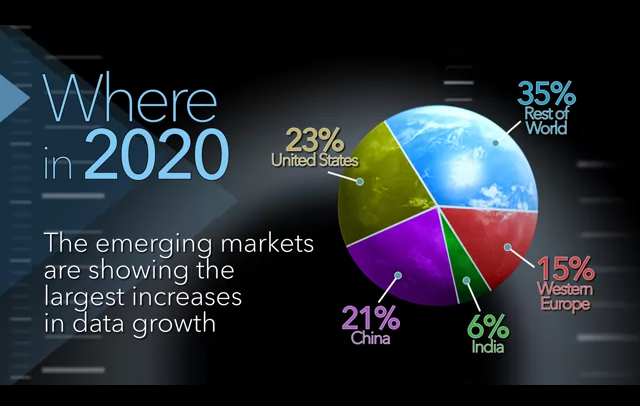 Where
in 2020
The emerging markets
are showing the
largest increases
in data growth
35%
Rest of
World
23%
United States
15%
Western
Europe
21%
China
6%
India